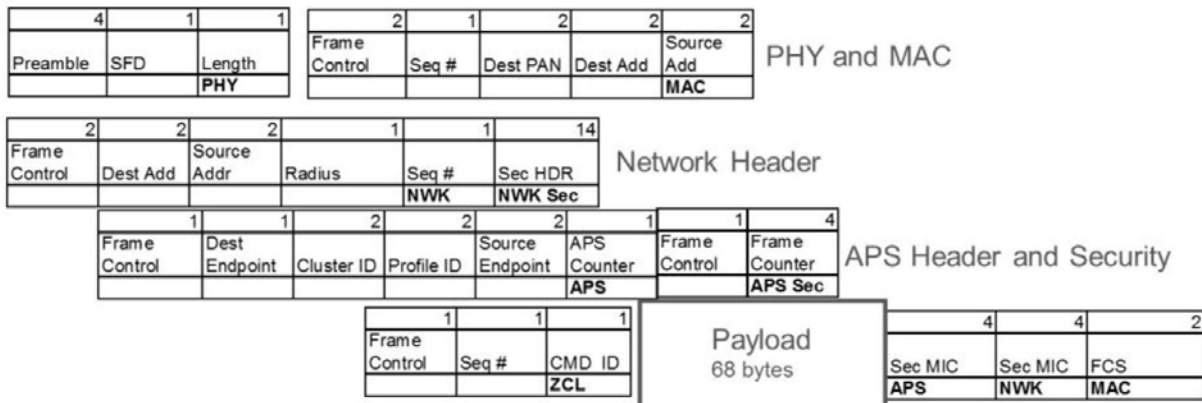 4 1 1
Preamble SFD Length
PHY
2 1 2 2 2
Frame Control Seq # Dest PAN Dest Add Source Add
MAC
PHY and MAC
2 2 2 1 1 14
Frame Control Dest Add Source Addr Radius Seq # Sec HDR
NWK NWK Sec
Network Header
1 1 2 2 2 1
Frame Control Dest Endpoint Cluster ID Profile ID Source Endpoint APS Counter
APS
1 4
Frame Control Frame Counter
APS Sec
APS Header and Security
1 1 1
Frame Control Seq # CMD ID
ZCL
Payload
68 bytes
4 4 2
Sec MIC Sec MIC FCS
APS NWK MAC